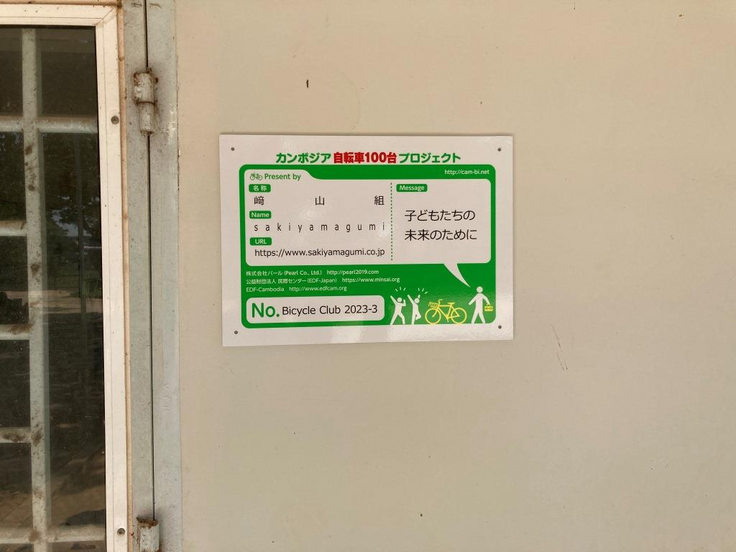 カンボジア 自転車100台 プロジェクト
Present by
http://cam-bi.net
名称
﨑山組
Name
sakiyamagumi
URL
https://www.sakiyamagumi.co.jp
Message
子どもたちの
未来のために
株式会社パール (Pearl Co., Ltd.) http://pearl2019.com
公益財団法人 民際センター (EDF-Japan) https://www.minsai.org
EDF-Cambodia http://www.edfcam.org
No. Bicycle Club 2023-3